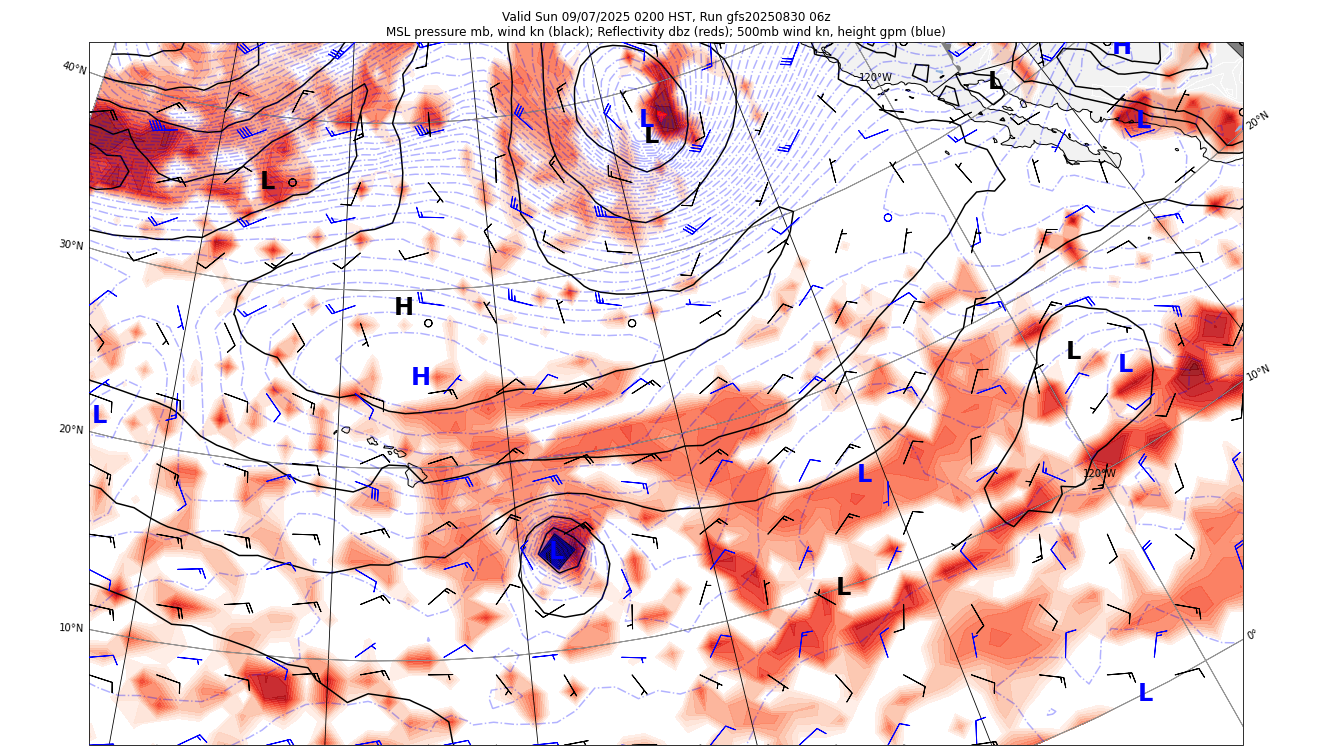 Valid Sun 09/07/2025 0200 HST, Run gfs20250830 06z
MSL pressure mb, wind kn (black); Reflectivity dbz (reds); 500mb wind kn, height gpm (blue)
H
40°N
120°W
L
L
L
20°N
L
L
30°N
H
L
L
10°N
H
L
20°N
L
120°W
L
L
10°N
0°
L